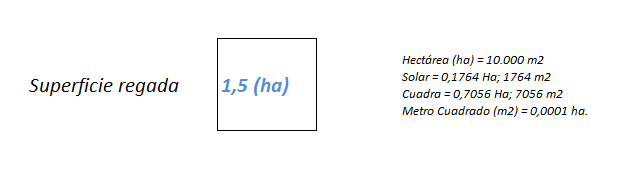 Superficie regada
1,5 (ha)
Hectárea (ha) = 10.000 m2
Solar = 0,1764 Ha; 1764 m2
Cuadra = 0,7056 Ha; 7056 m2
Metro Cuadrado (m2) = 0,0001 ha.